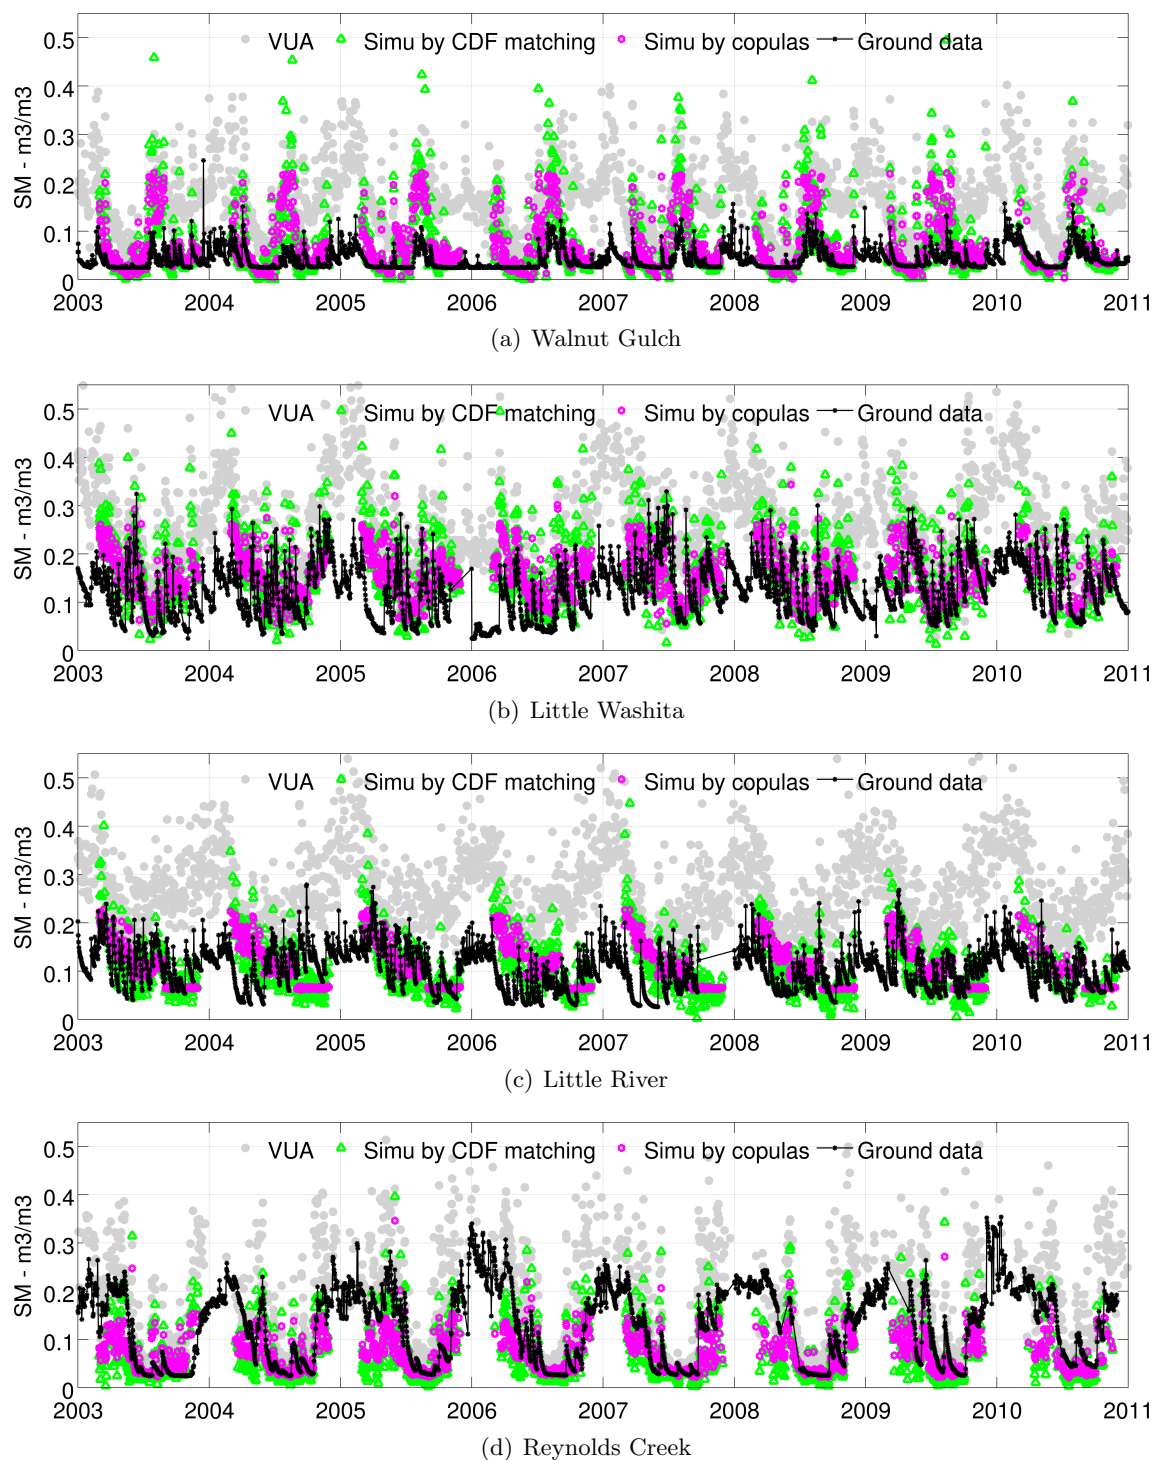 0.5
VUA Simu by CDF matching Simu by copulas Ground data
0.4
0.3
0.2
0.1
0
SM - m3/m3
2003 2004 2005 2006 2007 2008 2009 2010 2011
(a) Walnut Gulch
0.5
VUA Simu by CDF matching Simu by copulas Ground data
0.4
0.3
0.2
0.1
0
SM - m3/m3
2003 2004 2005 2006 2007 2008 2009 2010 2011
(b) Little Washita
0.5
VUA Simu by CDF matching Simu by copulas Ground data
0.4
0.3
0.2
0.1
0
SM - m3/m3
2003 2004 2005 2006 2007 2008 2009 2010 2011
(c) Little River
0.5
VUA Simu by CDF matching Simu by copulas Ground data
0.4
0.3
0.2
0.1
0
SM - m3/m3
2003 2004 2005 2006 2007 2008 2009 2010 2011
(d) Reynolds Creek